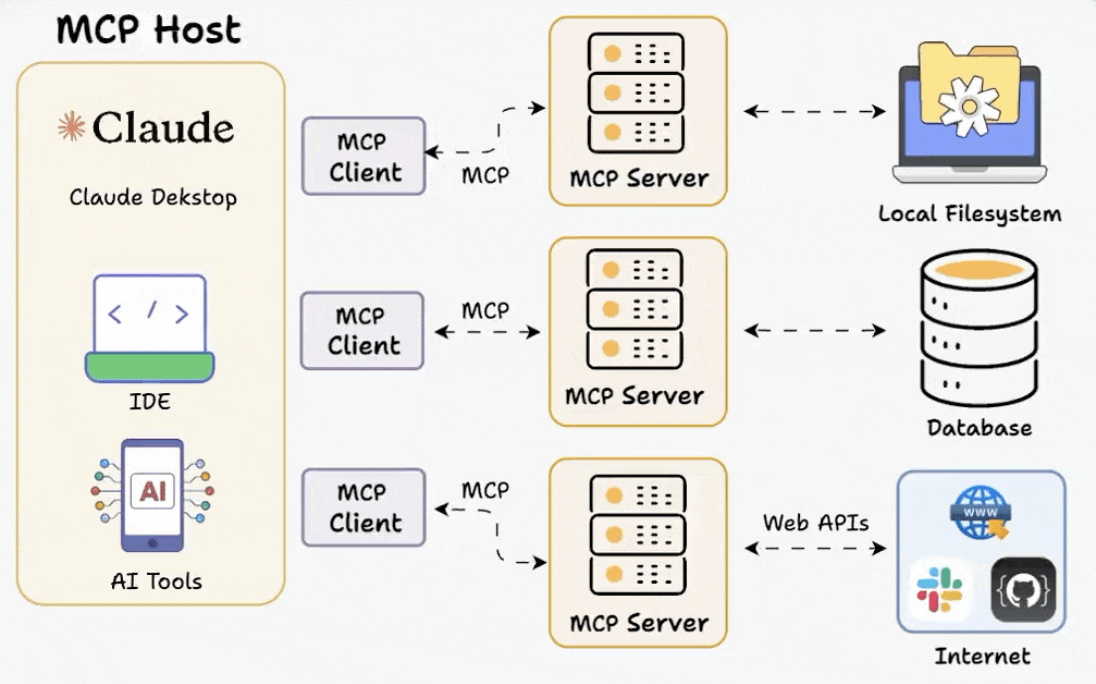 MCP Host
Claude
Claude Dekstop
IDE
AI
AI Tools
MCP
Client
MCP
MCP Server
Local Filesystem
MCP
Client
MCP
MCP Server
Database
MCP
Client
MCP
MCP Server
Web APIs
WWW
Internet